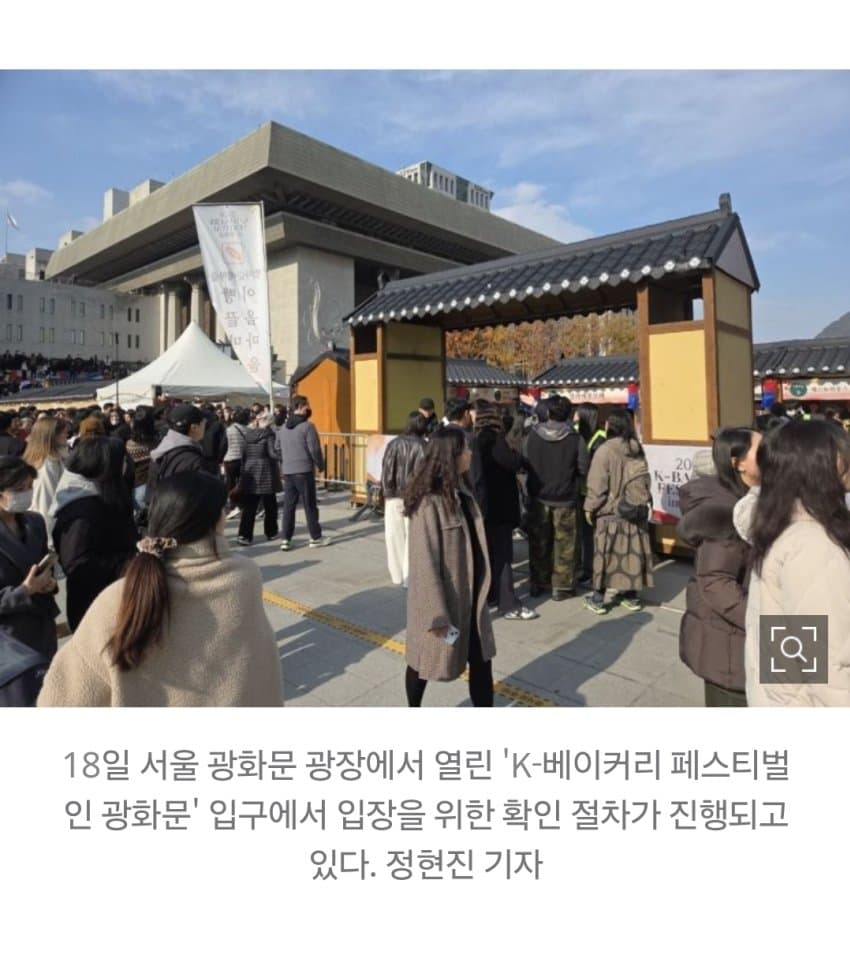 K-BA
FES
18일 서울 광화문 광장에서 열린 'K-베이커리 페스티벌
인 광화문' 입구에서 입장을 위한 확인 절차가 진행되고
있다. 정현진 기자